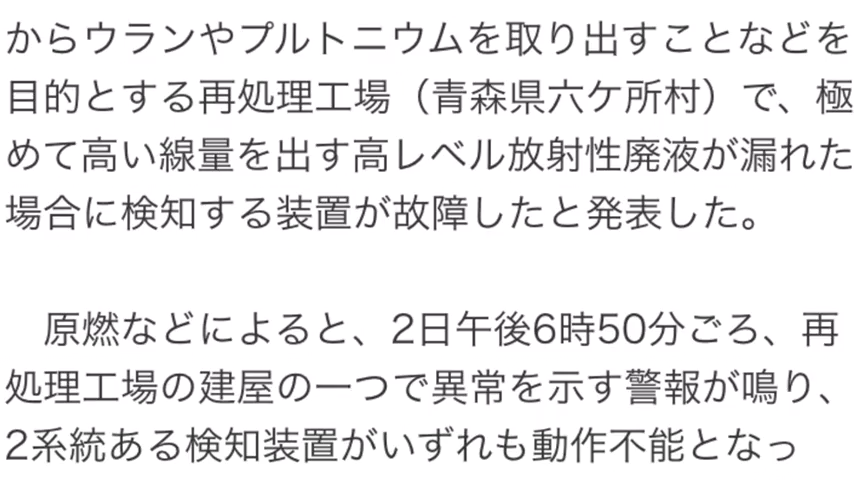 からウランやプルトニウムを取り出すことなどを
目的とする再処理工場（青森県六ケ所村）で、極
めて高い線量を出す高レベル放射性廃液が漏れた
場合に検知する装置が故障したと発表した。
　原燃などによると、2日午後6時50分ごろ、再
処理工場の建屋の一つで異常を示す警報が鳴り、
2系統ある検知装置がいずれも動作不能となっ